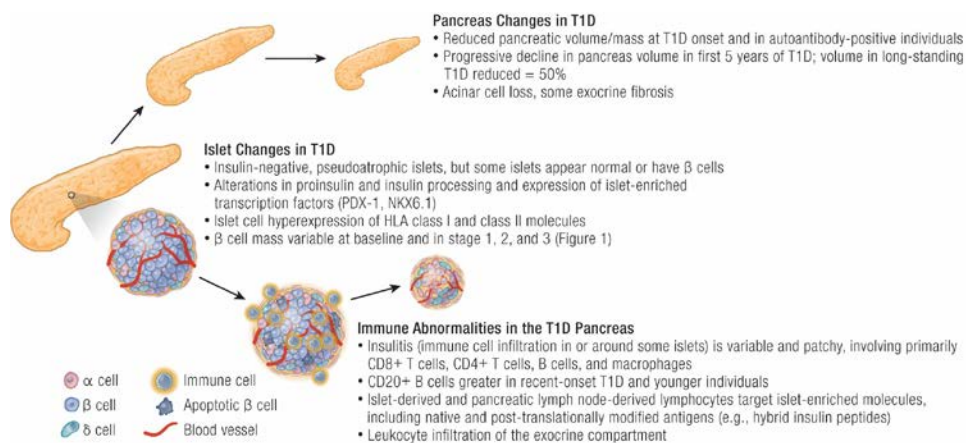 Pancreas Changes in T1D
• Reduced pancreatic volume/mass at T1D onset and in autoantibody-positive individuals
• Progressive decline in pancreas volume in first 5 years of T1D; volume in long-standing
T1D reduced = 50%
• Acinar cell loss, some exocrine fibrosis
Islet Changes in T1D
• Insulin-negative, pseudoatrophic islets, but some islets appear normal or have β cells
• Alterations in proinsulin and insulin processing and expression of islet-enriched
transcription factors (PDX-1, NKX6.1)
• Islet cell hyperexpression of HLA class I and class II molecules
• β cell mass variable at baseline and in stage 1, 2, and 3 (Figure 1)
Immune Abnormalities in the T1D Pancreas
• Insulitis (immune cell infiltration in or around some islets) is variable and patchy, involving primarily
CD8+ T cells, CD4+ T cells, B cells, and macrophages
• CD20+ B cells greater in recent-onset T1D and younger individuals
• Islet-derived and pancreatic lymph node-derived lymphocytes target islet-enriched molecules,
including native and post-translationally modified antigens (e.g., hybrid insulin peptides)
• Leukocyte infiltration of the exocrine compartment
α cell
β cell
δ cell
Immune cell
Apoptotic β cell
Blood vessel